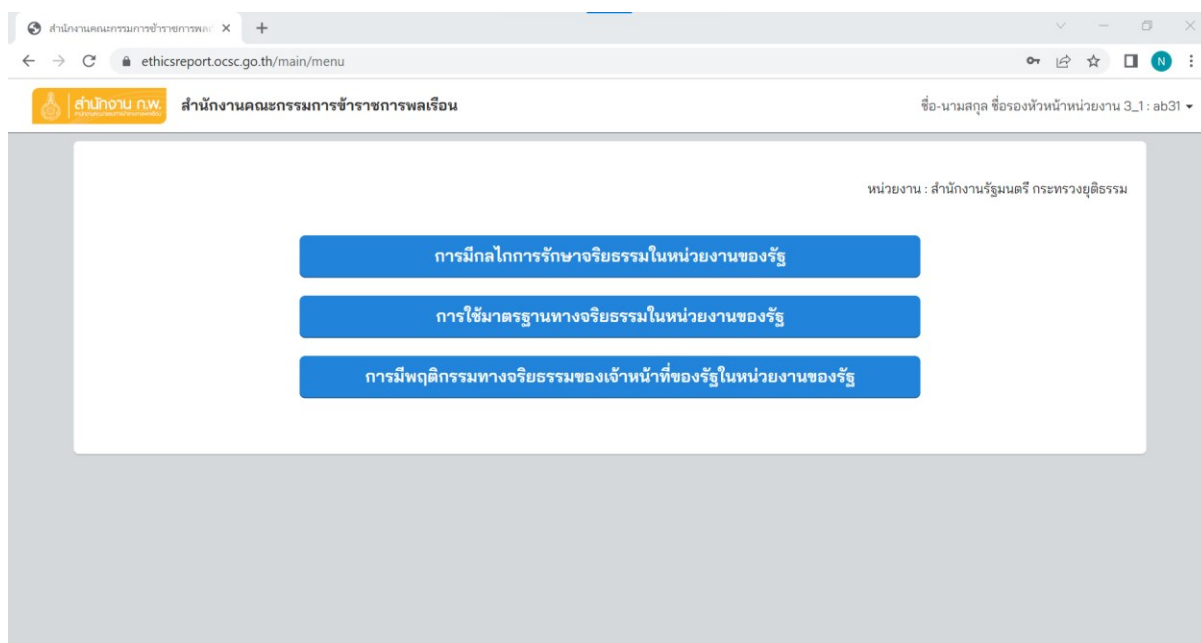 สำนักงานคณะกรรมการข้าราชการพล
ethicsreport.ocsc.go.th/main/menu
N
สำนักงาน ก.พ.
สำนักงานคณะกรรมการข้าราชการพลเรือน
ชื่อ-นามสกุล ชื่อรองหัวหน้าหน่วยงาน 3_1 : ab31
หน่วยงาน : สำนักงานรัฐมนตรี กระทรวงยุติธรรม
การมีกลไกการรักษาจริยธรรมในหน่วยงานของรัฐ
การใช้มาตรฐานทางจริยธรรมในหน่วยงานของรัฐ
การมีพฤติกรรมทางจริยธรรมของเจ้าหน้าที่ของรัฐในหน่วยงานของรัฐ